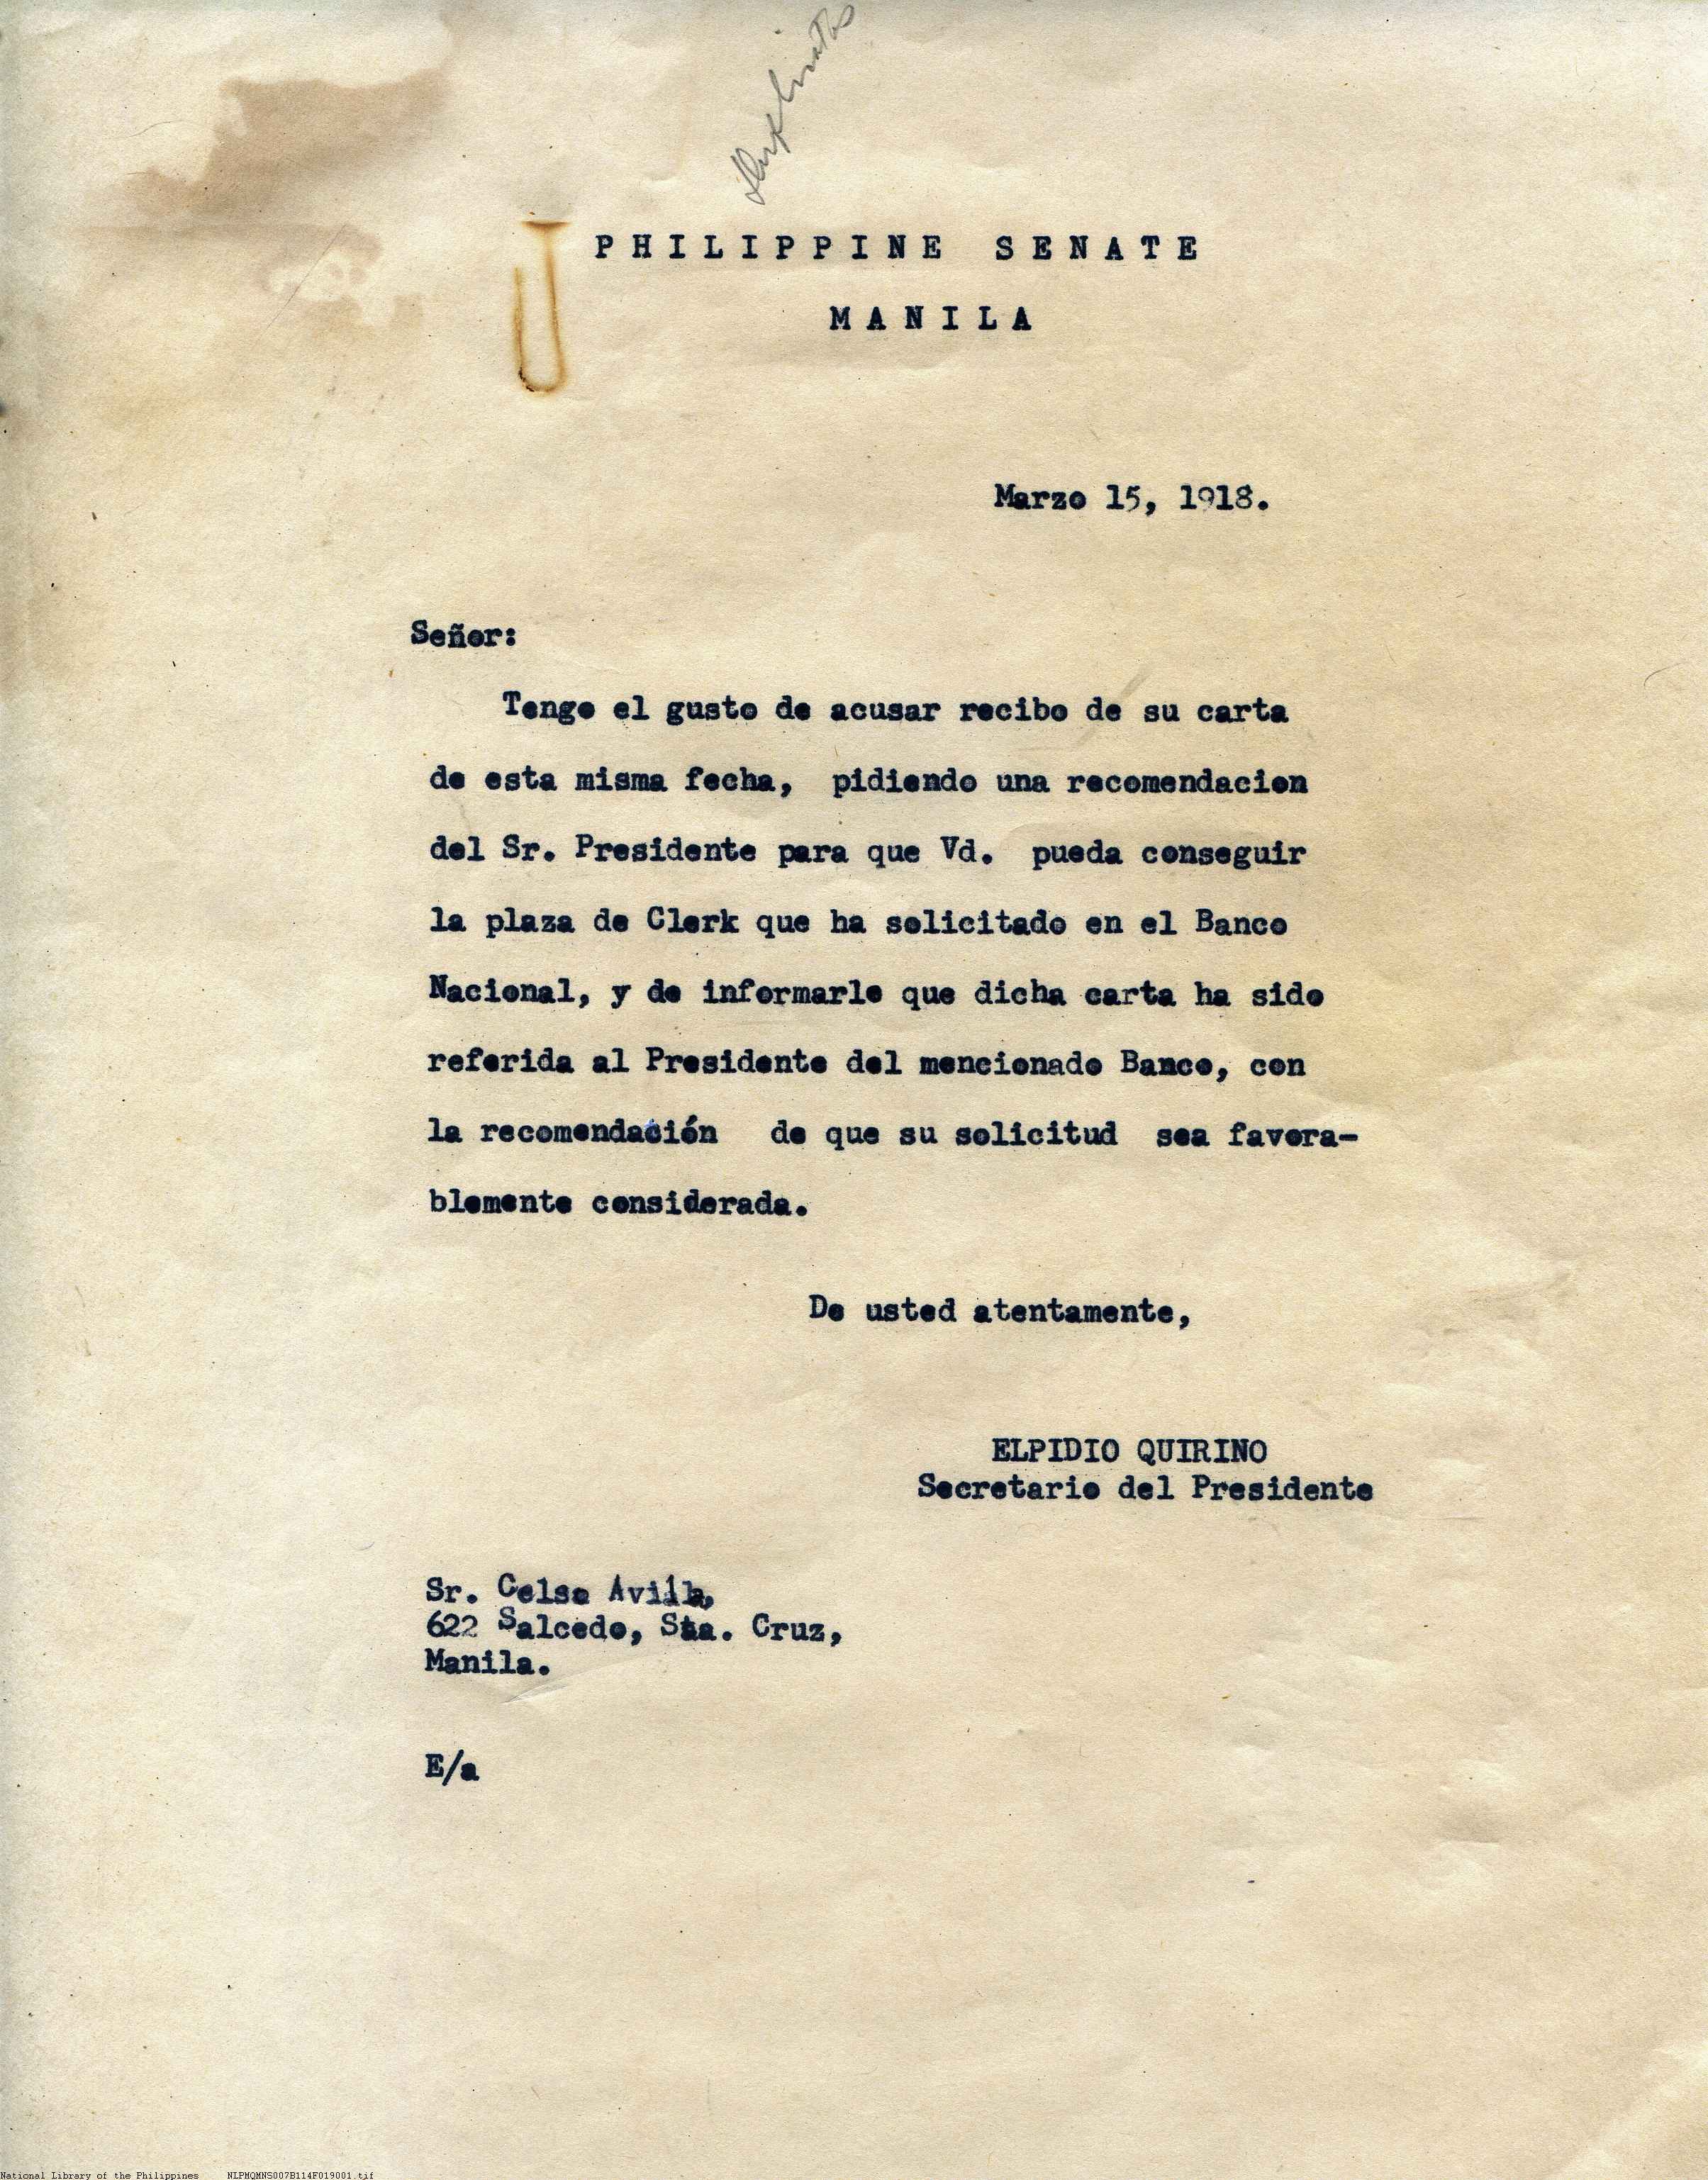 PHILIPPINE SENATE
MANILA
Marzo 15, 1918.
Señor:
Tengo el gusto de acusar recibo de su carta
de esta misma fecha, pidiendo una recomendacion
del Sr. Presidente para que Vd. pueda conseguir
la plaza de Clerk que ha solicitado en el Banco
Nacional, y de informarle que dicha carta ha sido
referida al Presidente del mencionado Banco, con
la recomendación de que su solicitud sea favora-
blemente considerada.
De usted atentamente,
ELPIDIO QUIRINO
Secretario del Presidente
Sr. Celso Avila,
622 Salcedo, Sta. Cruz,
Manila.
E/a
National Library of the Philippines NLPMQMNS007B114F019001.tif